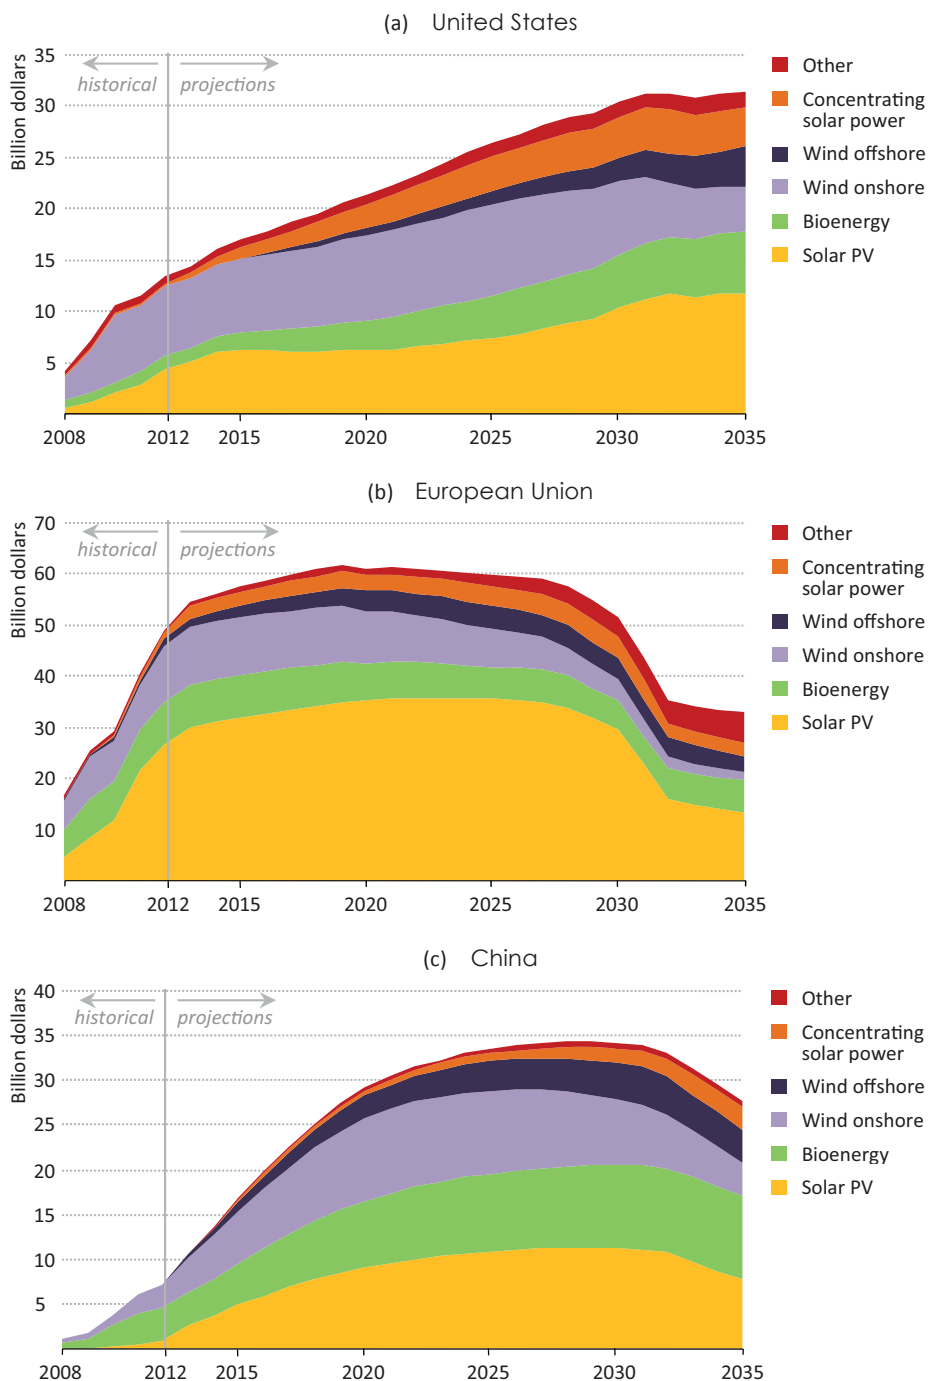 (a) United States
Billion dollars
35
30
25
20
15
10
5
historical
projections
2008 2012 2015 2020 2025 2030 2035
Other
Concentrating
solar power
Wind offshore
Wind onshore
Bioenergy
Solar PV
(b) European Union
Billion dollars
70
60
50
40
30
20
10
historical
projections
2008 2012 2015 2020 2025 2030 2035
Other
Concentrating
solar power
Wind offshore
Wind onshore
Bioenergy
Solar PV
(c) China
Billion dollars
40
35
30
25
20
15
10
5
historical
projections
2008 2012 2015 2020 2025 2030 2035
Other
Concentrating
solar power
Wind offshore
Wind onshore
Bioenergy
Solar PV